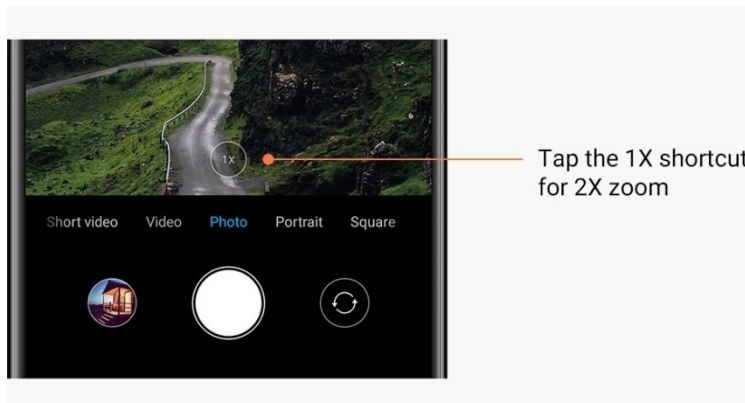 1X
Tap the 1X shortcut
for 2X zoom
Short video Video Photo Portrait Square